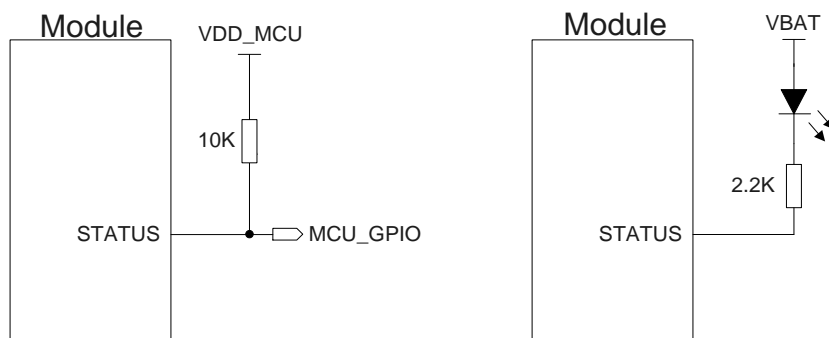 Module
VDD_MCU
10K
STATUS
MCU_GPIO
Module
VBAT
2.2K
STATUS